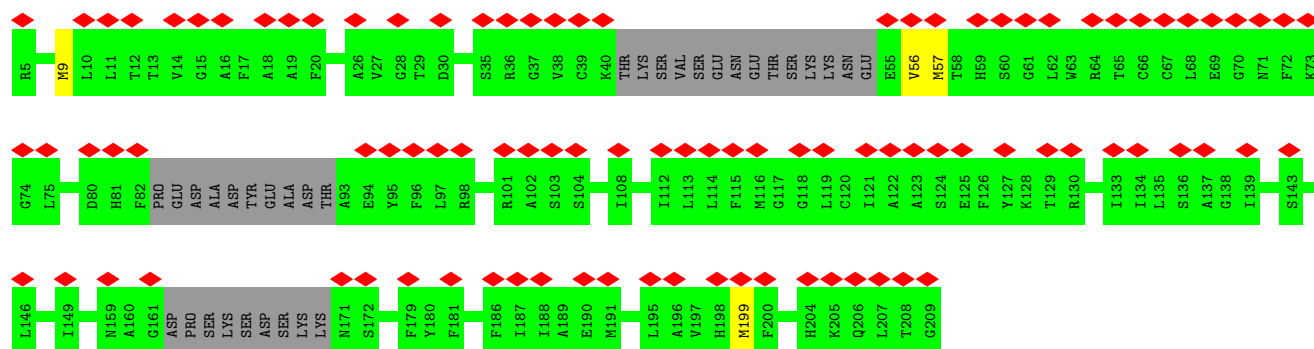 R5 M9 L10 L11 T12 T13 V14 G15 A16 F17 A18 A19 F20 A26 V27 G28 T29 D30 S35 R36 G37 V38 C39 K40 THR LYS SER VAL SER GLU ASN GLU THR SER LYS LYS ASN GLU E55 V56 M57 T58 H59 S60 G61 L62 W63 R64 T65 C66 C67 L68 E69 G70 N71 F72 K73
G74 L75 D80 H81 F82 PRO GLU ASP ALA ASP TYR GLU ALA ASP THR A93 E94 Y95 F96 L97 R98 R101 A102 S103 S104 I108 I112 L113 L114 F115 M116 G117 G118 L119 C120 I121 A122 A123 S124 E125 F126 Y127 K128 T129 R130 I133 I134 L135 S136 A137 G138 I139 S143
L146 I149 N159 A160 G161 ASP PRO SER LYS SER ASP SER LYS LYS N171 S172 F179 Y180 F181 F186 I187 I188 A189 E190 M191 L195 A196 V197 H198 M199 F200 H204 K205 Q206 L207 T208 G209